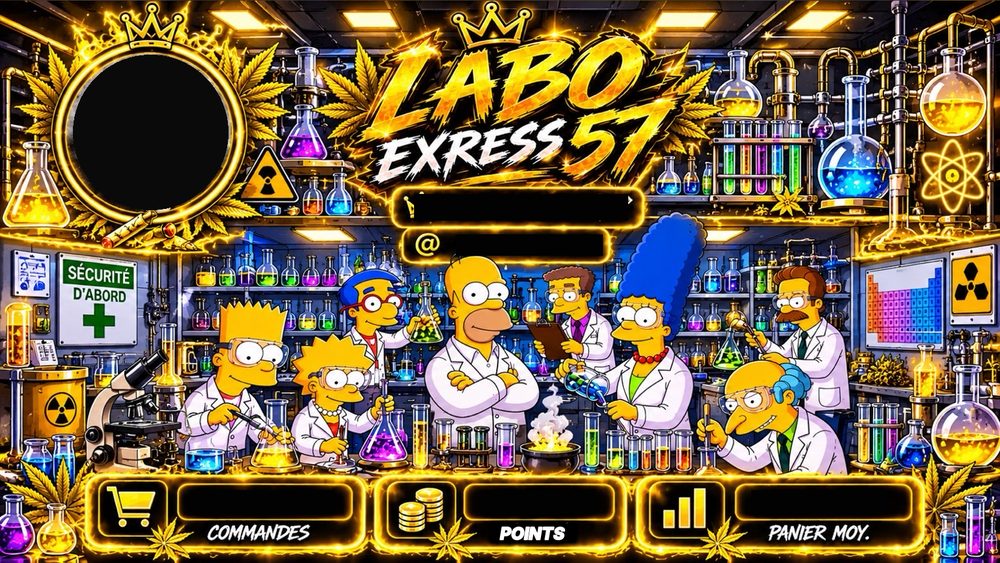 LABO
EXRESS 57
@
SÉCURITÉ
D'ABORD
COMMANDES
POINTS
PANIER MOY.